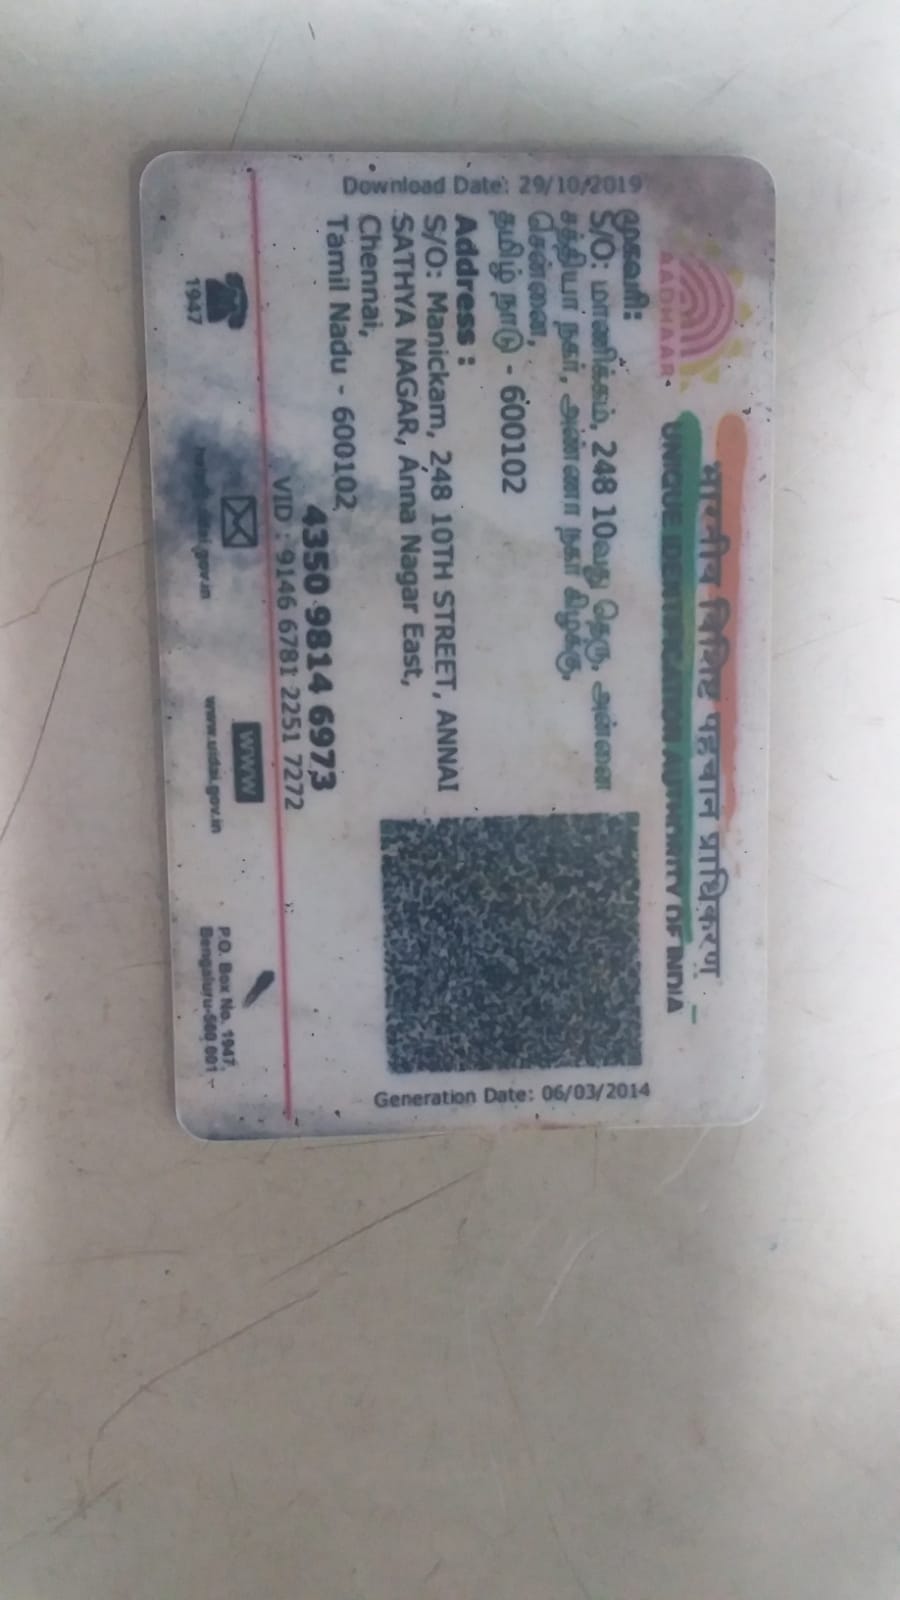 भारतीय विशिष्ट पहचान प्राधिकरण
UNIQUE IDENTIFICATION AUTHORITY OF INDIA
AADHAAR
Download Date: 29/10/2019
Generation Date: 06/03/2014
முகவரி:
S/O: மாணிக்கம், 248 10வது தெரு, அன்னை
சத்தியா நகர், அண்ணா நகர் கிழக்கு,
சென்னை,
தமிழ் நாடு - 600102
Address :
S/O: Manickam, 248 10TH STREET, ANNAI
SATHYA NAGAR, Anna Nagar East,
Chennai,
Tamil Nadu - 600102
4350 9814 6973
VID : 9146 6781 2251 7272
1947
WWW
www.uidai.gov.in
P.O. Box No. 1947,
Bengaluru-560 001